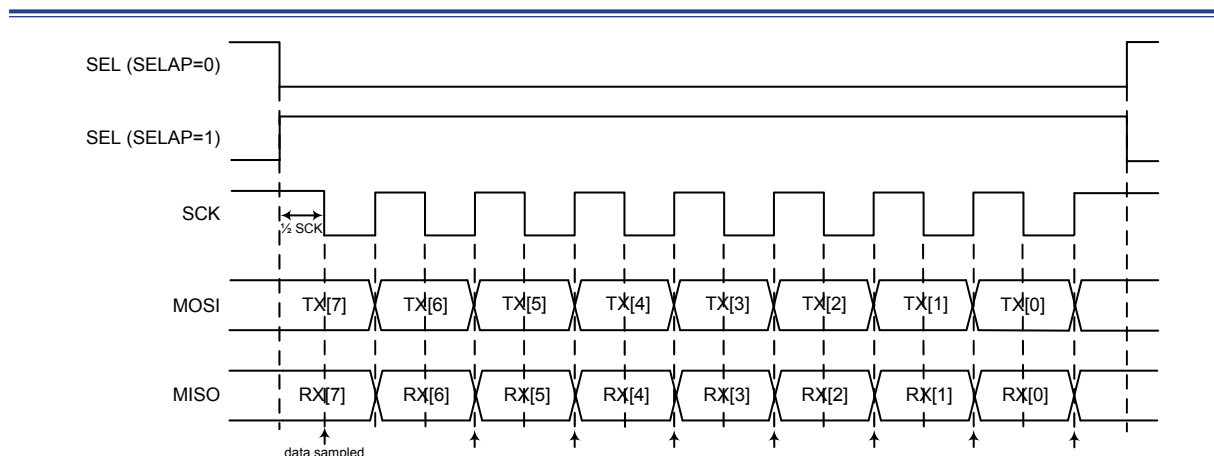 SEL (SELAP=0)
SEL (SELAP=1)
SCK
½ SCK
MOSI
TX[7] TX[6] TX[5] TX[4] TX[3] TX[2] TX[1] TX[0]
MISO
RX[7] RX[6] RX[5] RX[4] RX[3] RX[2] RX[1] RX[0]
data sampled